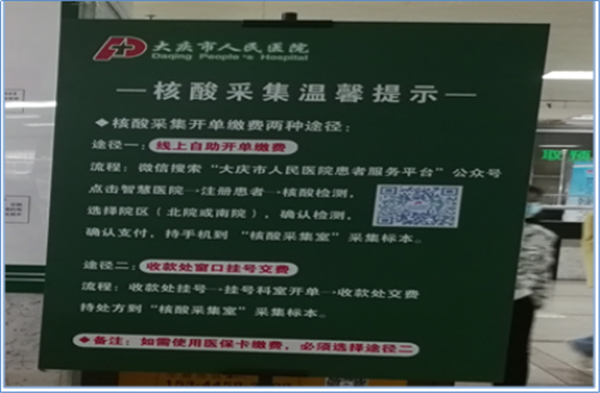 大庆市人民医院
Daqing People's Hospital
—核酸采集温馨提示—
◆核酸采集开单缴费两种途径：
途径一：线上自助开单缴费
流程：微信搜索“大庆市人民医院患者服务平台”公众号
点击智慧医院→注册患者→核酸检测，
选择院区（北院或南院），确认检测，
确认支付，持手机到“核酸采集室”采集标本。
途径二：收款处窗口挂号交费
流程：收款处挂号→挂号科室开单→收款处交费
持处方到“核酸采集室”采集标本。
◆备注：如需使用医保卡缴费，必须选择途径二
取预